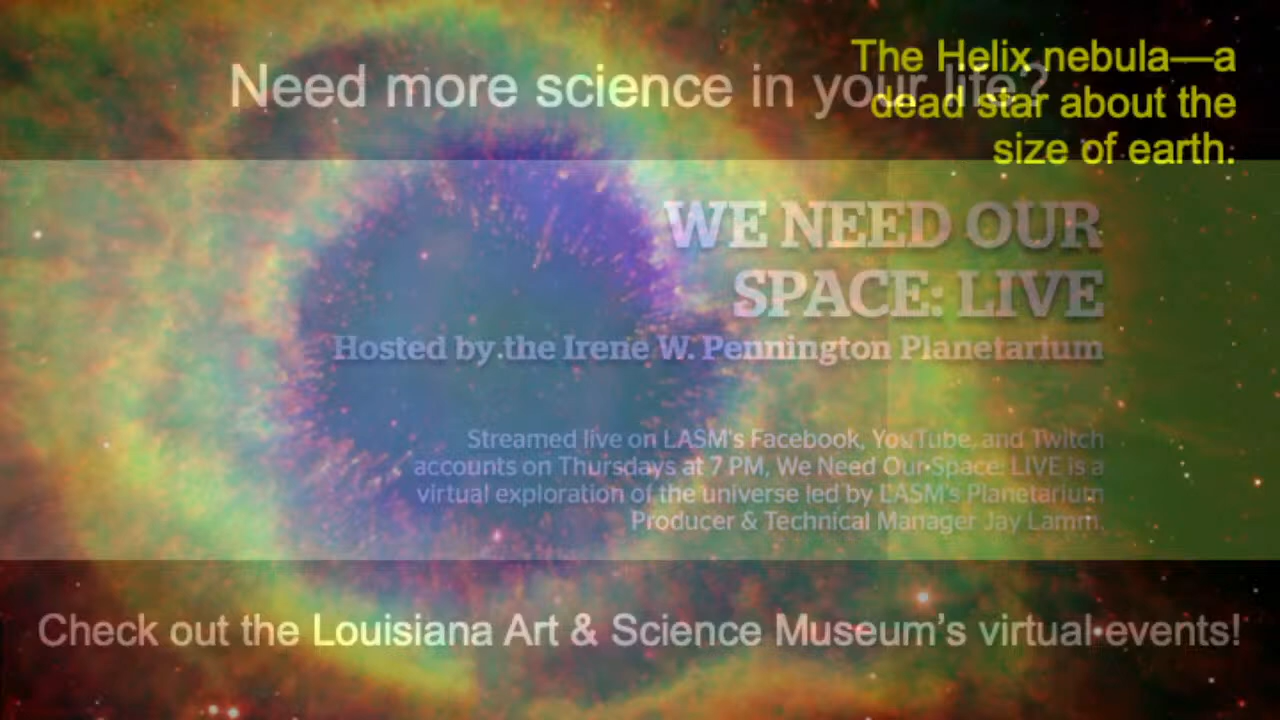 The Helix nebula—a
dead star about the
size of earth.
Need more science in your life?
WE NEED OUR
SPACE: LIVE
Hosted by the Irene W. Pennington Planetarium
Streamed live on LASM's Facebook, YouTube, and Twitch
accounts on Thursdays at 7 PM, We Need Our Space: LIVE is a
virtual exploration of the universe led by LASM's Planetarium
Producer & Technical Manager Jay Lamm.
Check out the Louisiana Art & Science Museum’s virtual events!